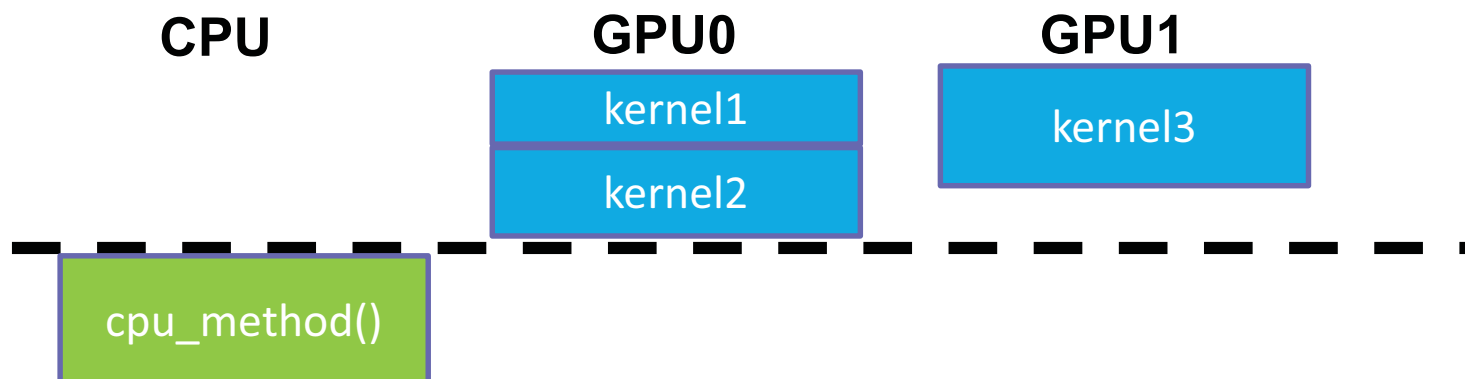 CPU
GPU0
GPU1
kernel1
kernel3
kernel2
cpu_method()